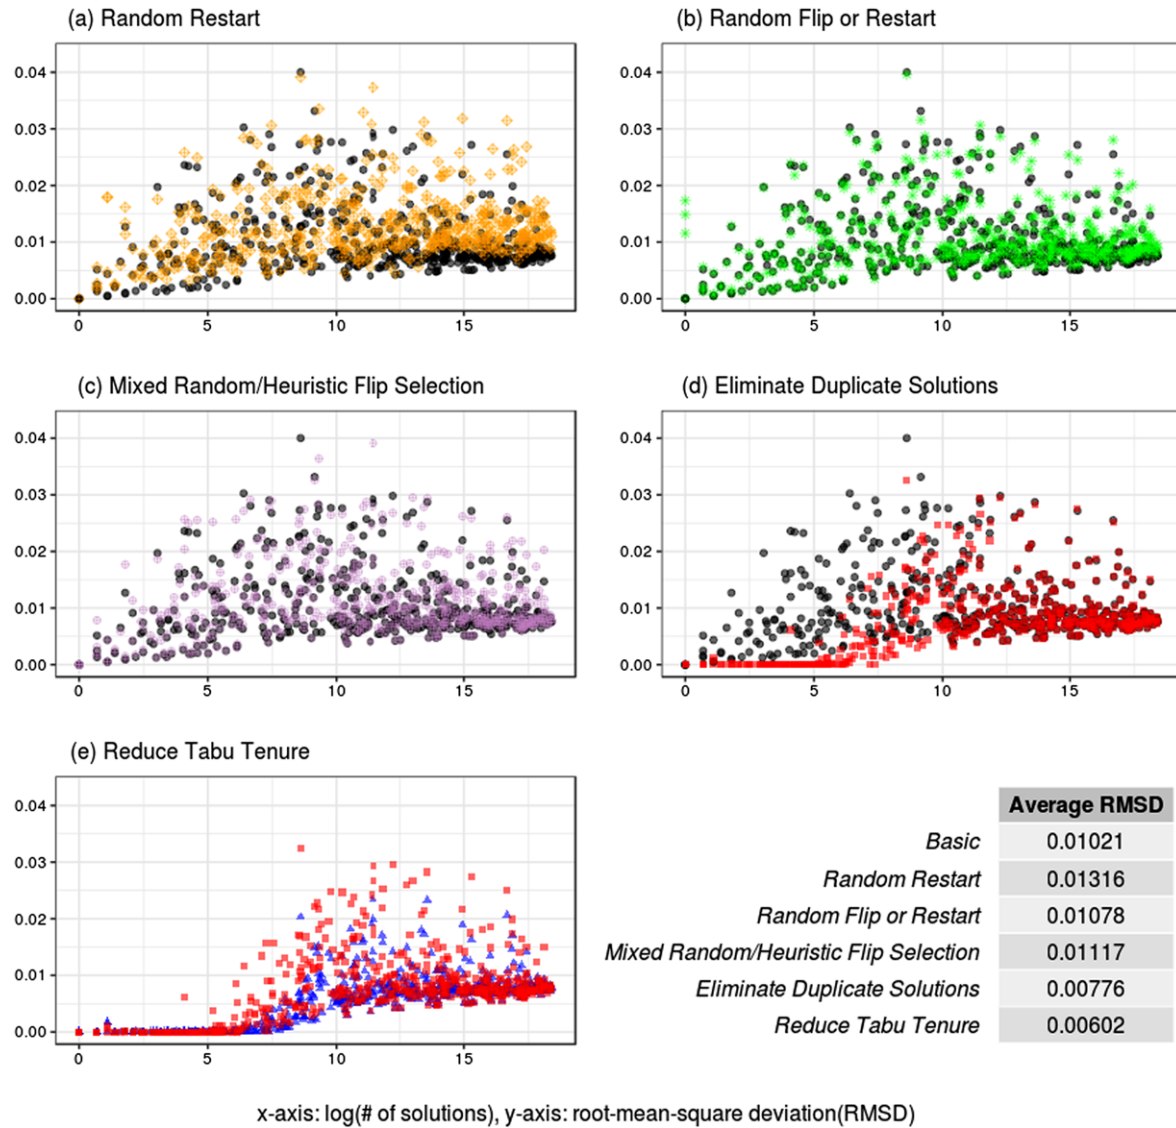 (a) Random Restart
0.04
0.03
0.02
0.01
0.00
0 5 10 15
(b) Random Flip or Restart
0.04
0.03
0.02
0.01
0.00
0 5 10 15
(c) Mixed Random/Heuristic Flip Selection
0.04
0.03
0.02
0.01
0.00
0 5 10 15
(d) Eliminate Duplicate Solutions
0.04
0.03
0.02
0.01
0.00
0 5 10 15
(e) Reduce Tabu Tenure
0.04
0.03
0.02
0.01
0.00
0 5 10 15
Average RMSD
Basic 0.01021
Random Restart 0.01316
Random Flip or Restart 0.01078
Mixed Random/Heuristic Flip Selection 0.01117
Eliminate Duplicate Solutions 0.00776
Reduce Tabu Tenure 0.00602
x-axis: log(# of solutions), y-axis: root-mean-square deviation(RMSD)